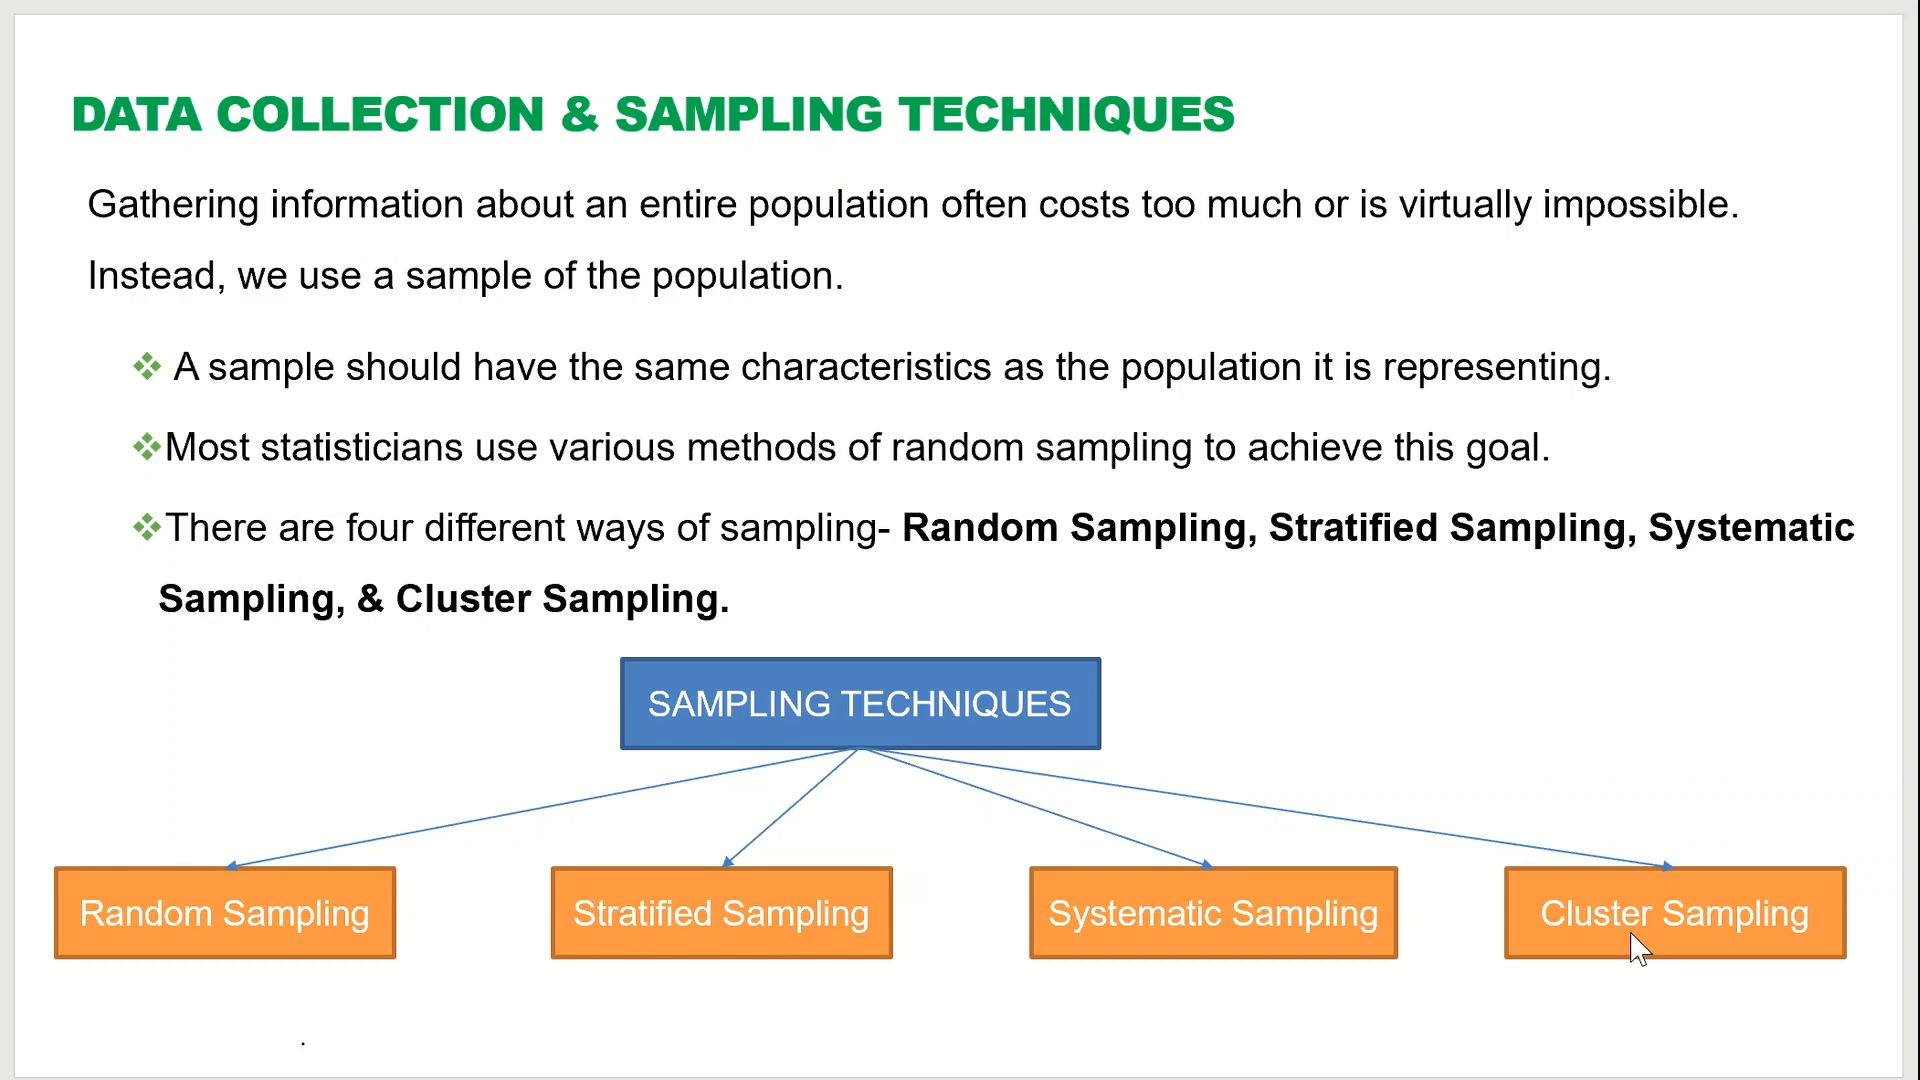 DATA COLLECTION & SAMPLING TECHNIQUES
Gathering information about an entire population often costs too much or is virtually impossible.
Instead, we use a sample of the population.
A sample should have the same characteristics as the population it is representing.
Most statisticians use various methods of random sampling to achieve this goal.
There are four different ways of sampling- Random Sampling, Stratified Sampling, Systematic
Sampling, & Cluster Sampling.
SAMPLING TECHNIQUES
Random Sampling
Stratified Sampling
Systematic Sampling
Cluster Sampling
.